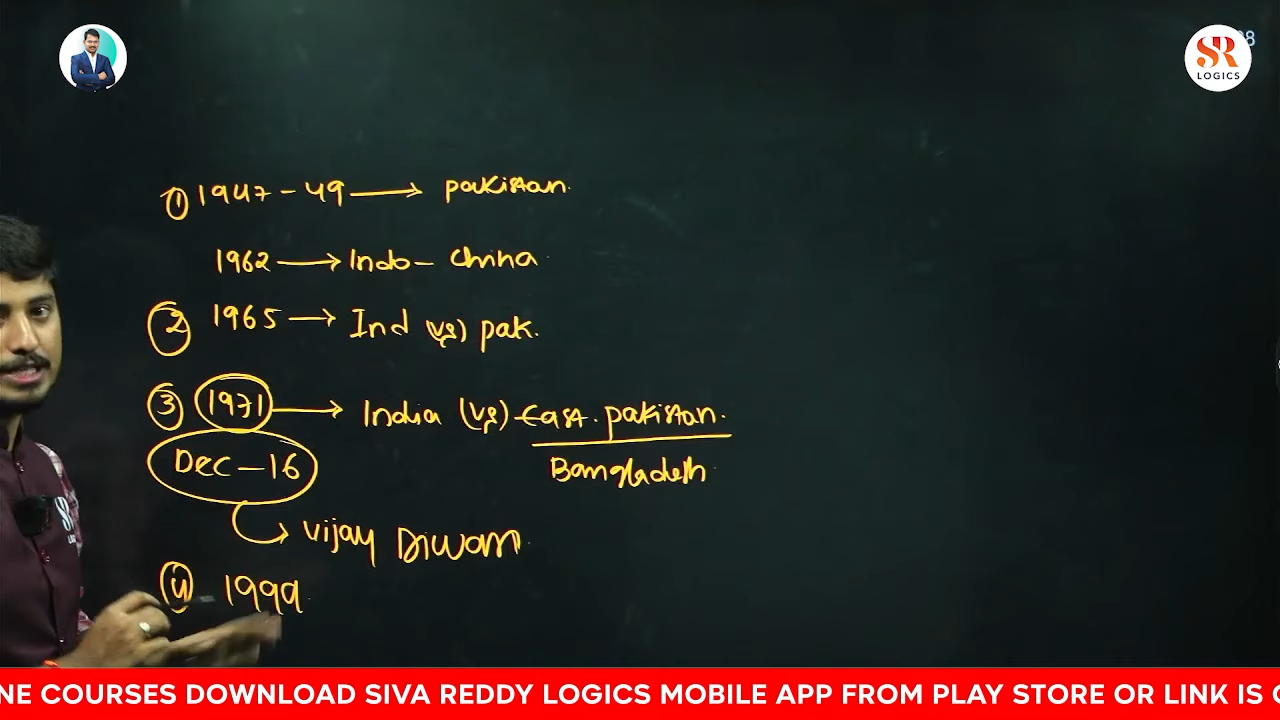 SR
LOGICS
① 1947-49 → Pakistan.
1962 → Indo - China.
② 1965 → Ind (vs) pak.
③ 1971 → India (vs) East. pakistan.
Bangladesh.
Dec-16
Vijay Diwas
④ 1999.
NE COURSES DOWNLOAD SIVA REDDY LOGICS MOBILE APP FROM PLAY STORE OR LINK IS